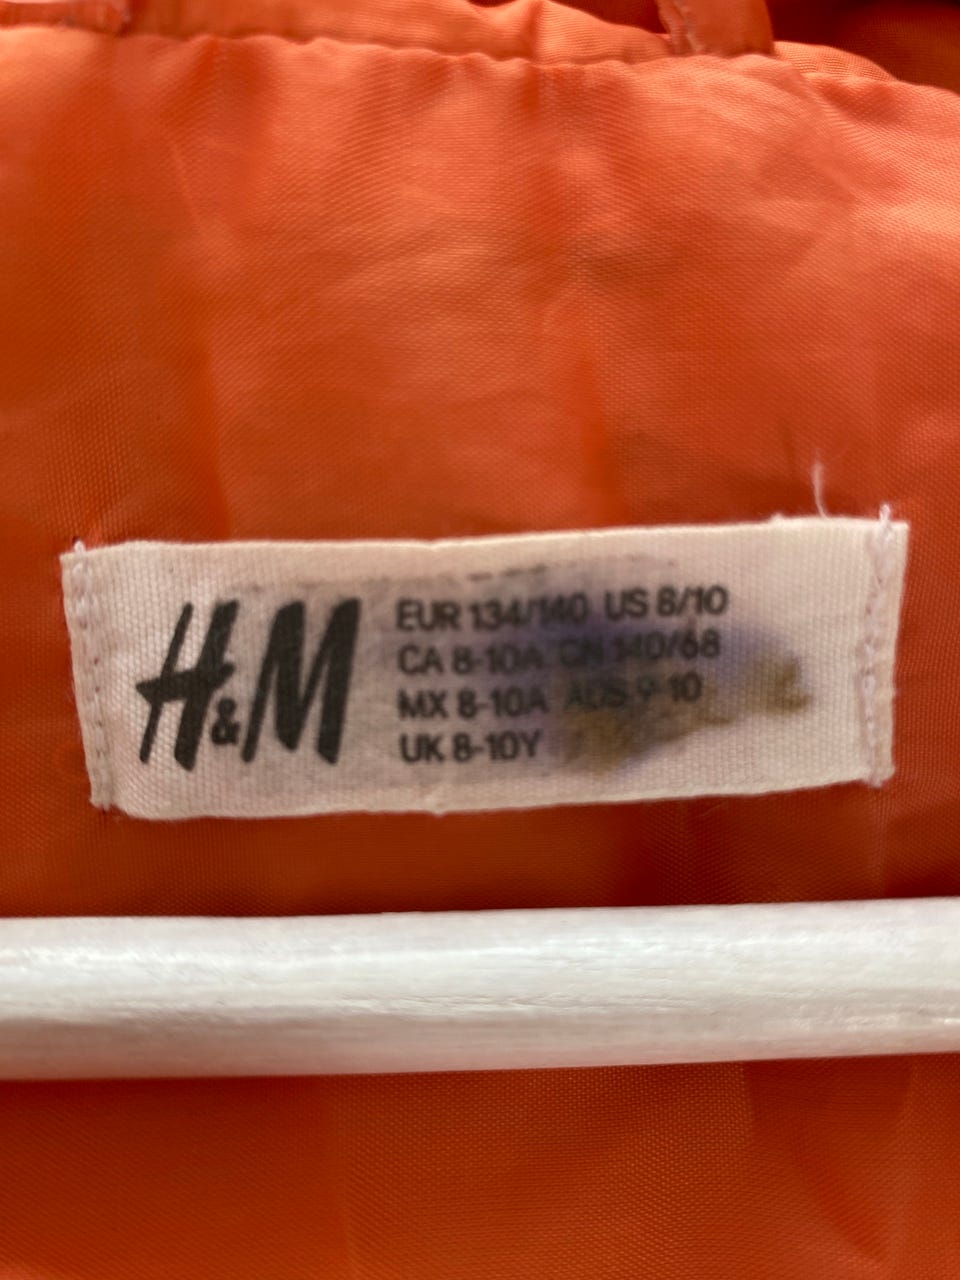 H&M
EUR 134/140 US 8/10
CA 8-10A CN 140/68
MX 8-10A AUS 9-10
UK 8-10Y